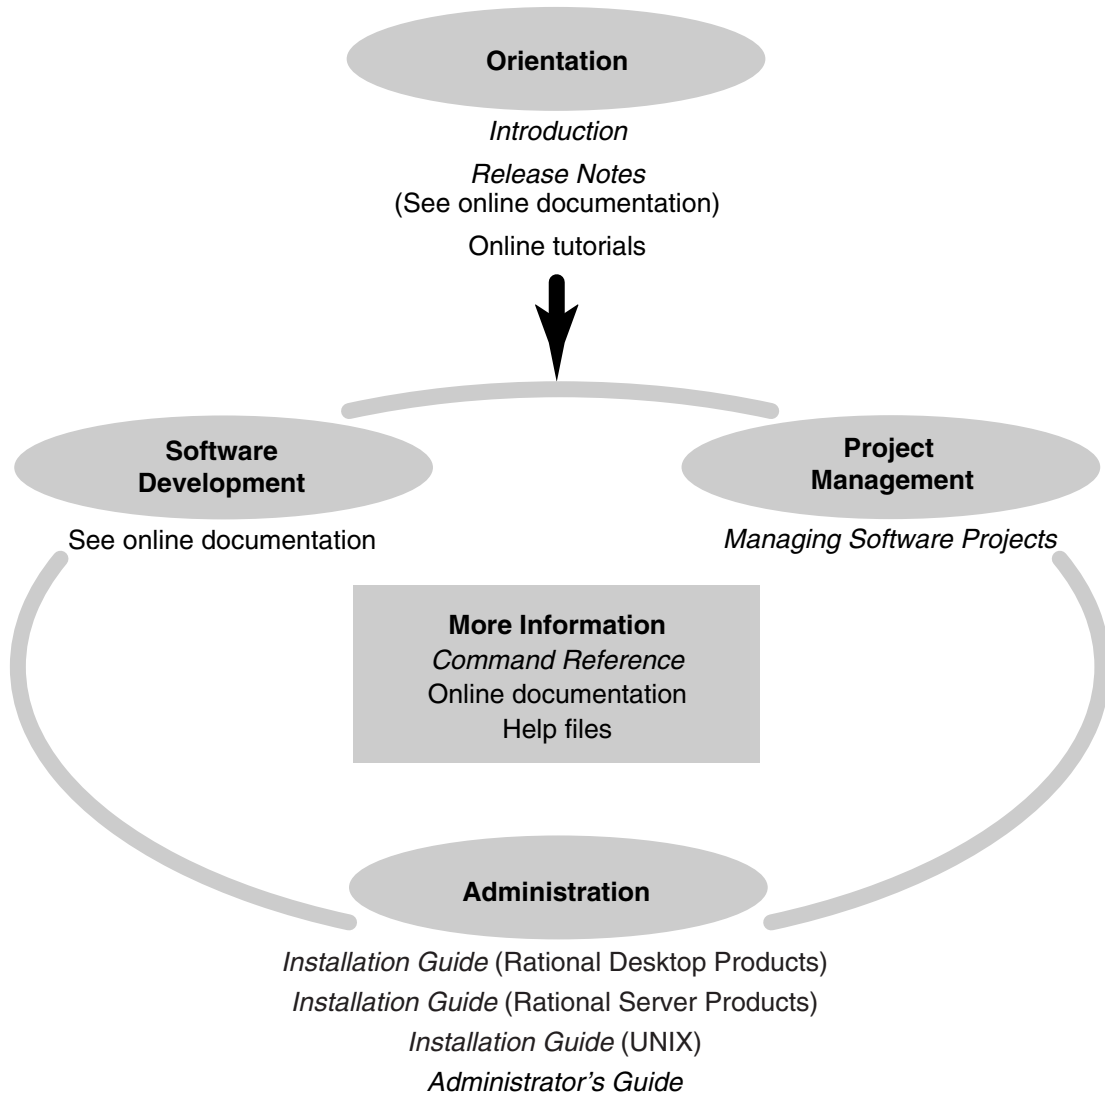 Orientation
Introduction
Release Notes
(See online documentation)
Online tutorials
Software
Development
See online documentation
Project
Management
Managing Software Projects
More Information
Command Reference
Online documentation
Help files
Administration
Installation Guide (Rational Desktop Products)
Installation Guide (Rational Server Products)
Installation Guide (UNIX)
Administrator’s Guide